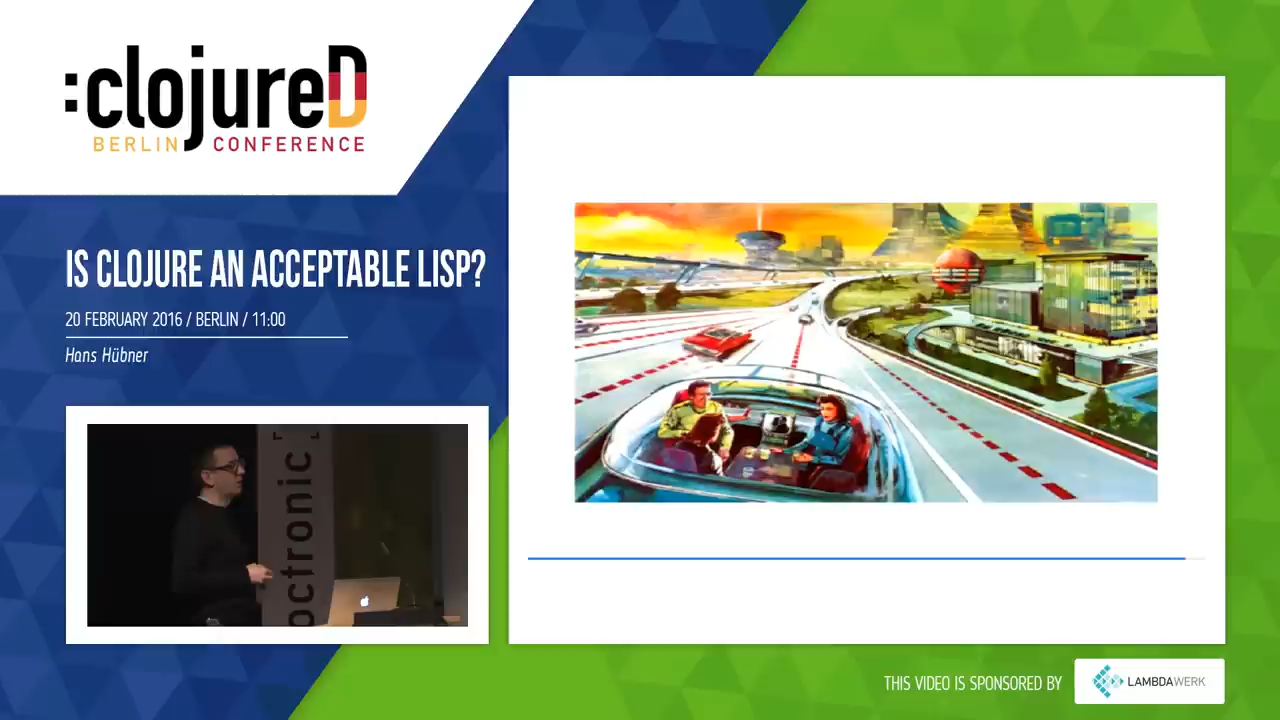 :clojureD
BERLIN CONFERENCE
IS CLOJURE AN ACCEPTABLE LISP?
20 FEBRUARY 2016 / BERLIN / 11:00
Hans Hübner
octronic
THIS VIDEO IS SPONSORED BY
LAMBDAWERK